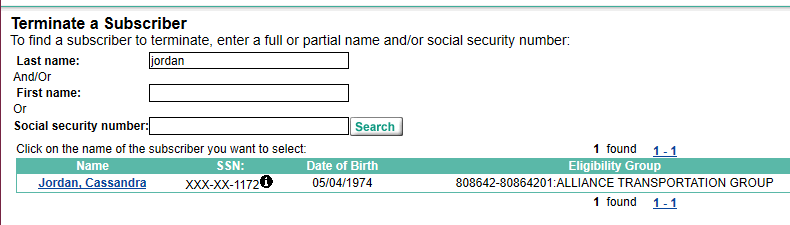 Terminate a Subscriber
To find a subscriber to terminate, enter a full or partial name and/or social security number:
Last name: jordan
And/Or
First name:
Or
Social security number: Search
Click on the name of the subscriber you want to select: 1 found 1 - 1
Name SSN: Date of Birth Eligibility Group
Jordan, Cassandra XXX-XX-1172 05/04/1974 808642-80864201:ALLIANCE TRANSPORTATION GROUP
1 found 1 - 1